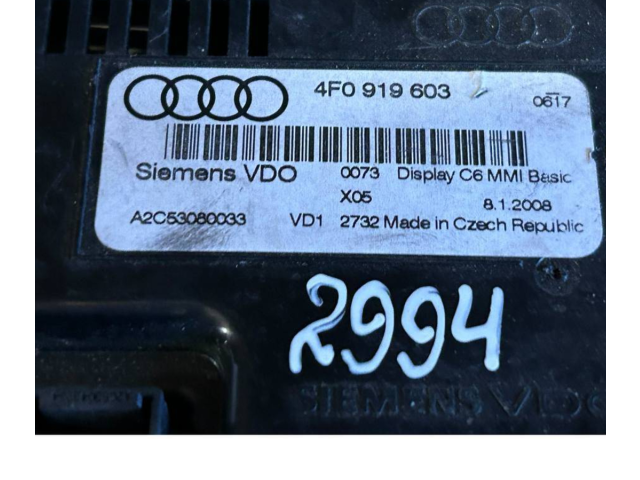 4F0 919 603
0617
Siemens VDO 0073 Display C6 MMI Basic
X05 8.1.2008
A2C53080033 VD1 2732 Made in Czech Republic
2994
SIEMENS VDO